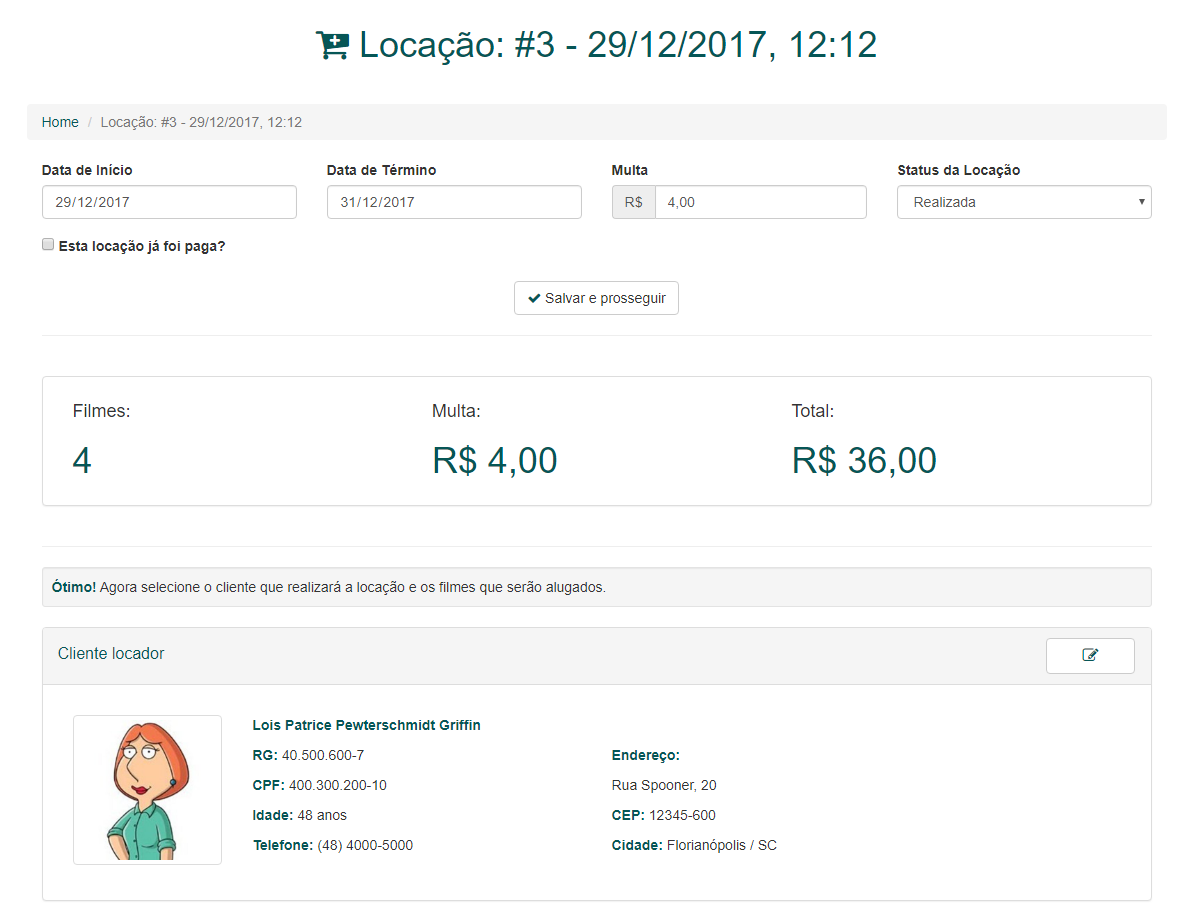 Locação: #3 - 29/12/2017, 12:12
Home / Locação: #3 - 29/12/2017, 12:12
Data de Início Data de Término Multa Status da Locação
29/12/2017 31/12/2017 R$ 4,00 Realizada
Esta locação já foi paga?
Salvar e prosseguir
Filmes: Multa: Total:
4 R$ 4,00 R$ 36,00
Ótimo! Agora selecione o cliente que realizará a locação e os filmes que serão alugados.
Cliente locador
Lois Patrice Pewterschmidt Griffin
RG: 40.500.600-7 Endereço:
CPF: 400.300.200-10 Rua Spooner, 20
Idade: 48 anos CEP: 12345-600
Telefone: (48) 4000-5000 Cidade: Florianópolis / SC